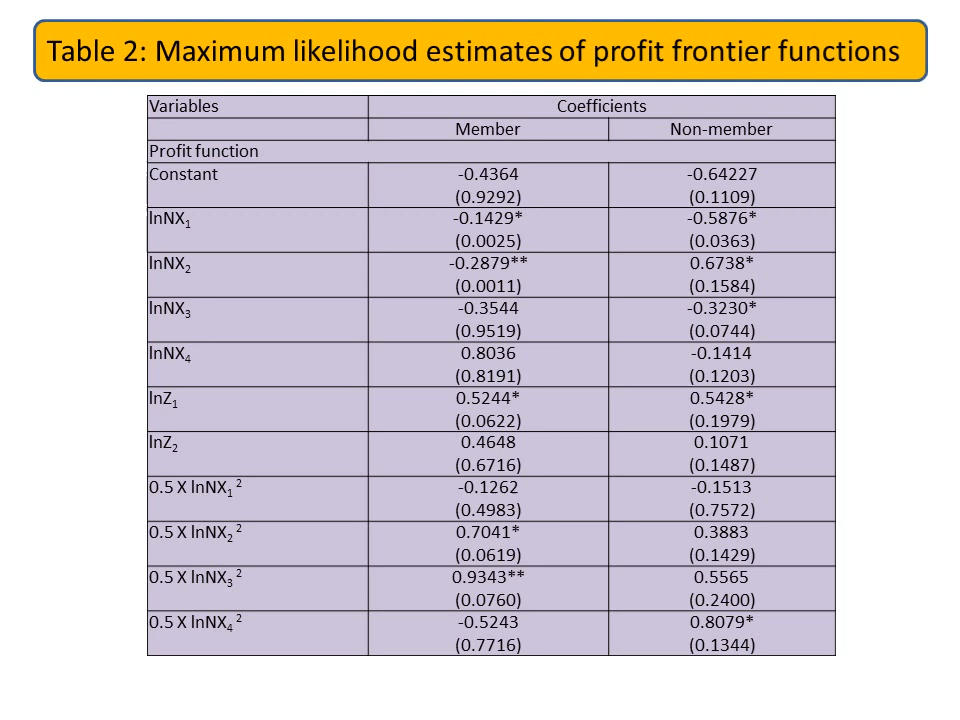 Table 2: Maximum likelihood estimates of profit frontier functions
Variables Coefficients
Member Non-member
Profit function
Constant -0.4364 -0.64227
(0.9292) (0.1109)
lnNX₁ -0.1429* -0.5876*
(0.0025) (0.0363)
lnNX₂ -0.2879** 0.6738*
(0.0011) (0.1584)
lnNX₃ -0.3544 -0.3230*
(0.9519) (0.0744)
lnNX₄ 0.8036 -0.1414
(0.8191) (0.1203)
lnZ₁ 0.5244* 0.5428*
(0.0622) (0.1979)
lnZ₂ 0.4648 0.1071
(0.6716) (0.1487)
0.5 X lnNX₁ ² -0.1262 -0.1513
(0.4983) (0.7572)
0.5 X lnNX₂ ² 0.7041* 0.3883
(0.0619) (0.1429)
0.5 X lnNX₃ ² 0.9343** 0.5565
(0.0760) (0.2400)
0.5 X lnNX₄ ² -0.5243 0.8079*
(0.7716) (0.1344)